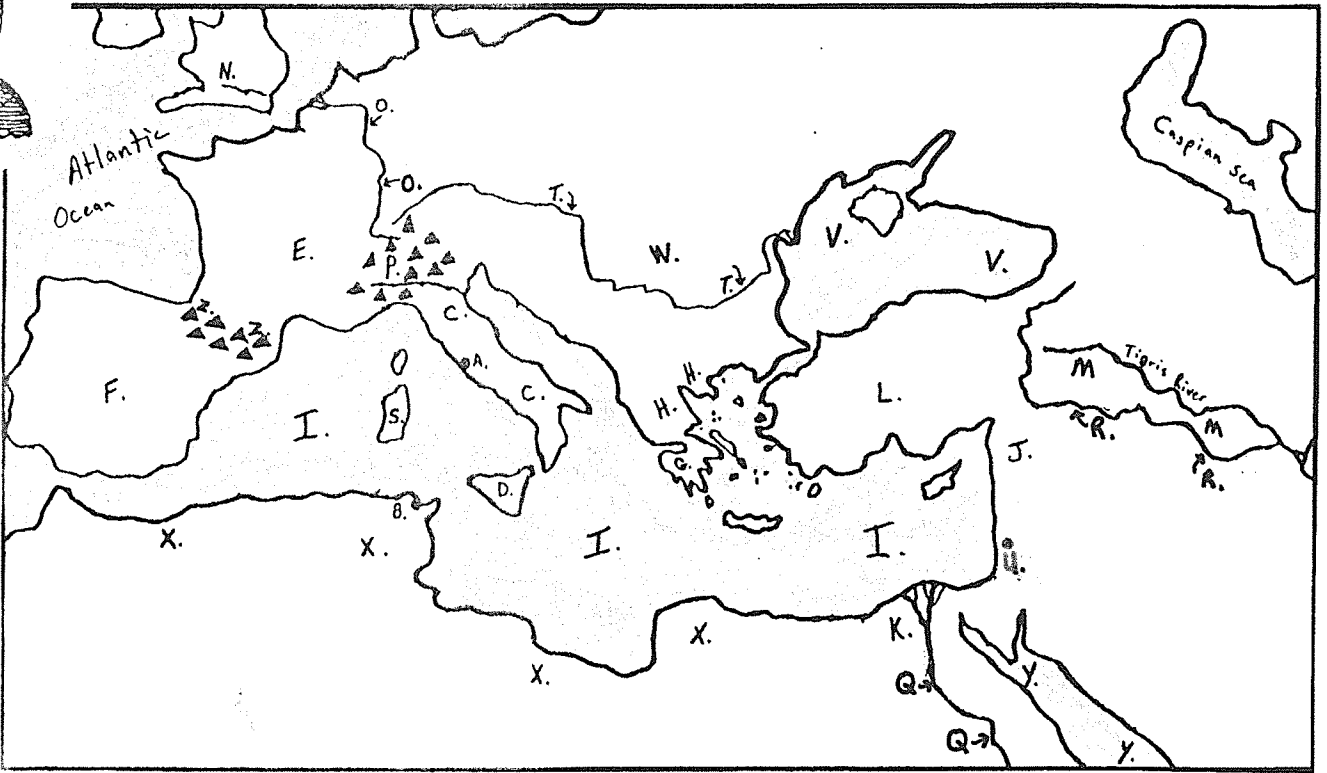 N.
O.
Atlantic
Ocean
Caspian sea
O.
T.
E.
P.
W.
V.
V.
T.
Z.
Z.
C.
A.
H.
F.
S.
C.
H.
L.
M
Tigris River
I.
R.
M
J.
G.
R.
D.
B.
X.
X.
I.
I.
U.
K.
X.
X.
Q
Y.
Q
Y.